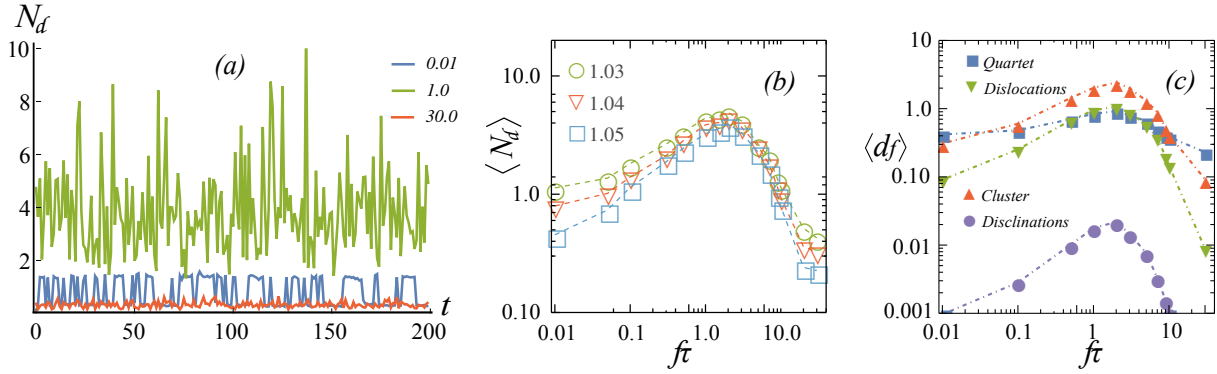 N_d
10
8
6
4
2
0
50
100
150
200
t
(a)
0.01
1.0
30.0
⟨N_d⟩
10.0
1.0
0.10
0.01
0.1
1.0
10.0
fτ
(b)
1.03
1.04
1.05
⟨df⟩
10
1.0
0.10
0.01
0.001
0.01
0.1
1
10
fτ
(c)
Quartet
Dislocations
Cluster
Disclinations